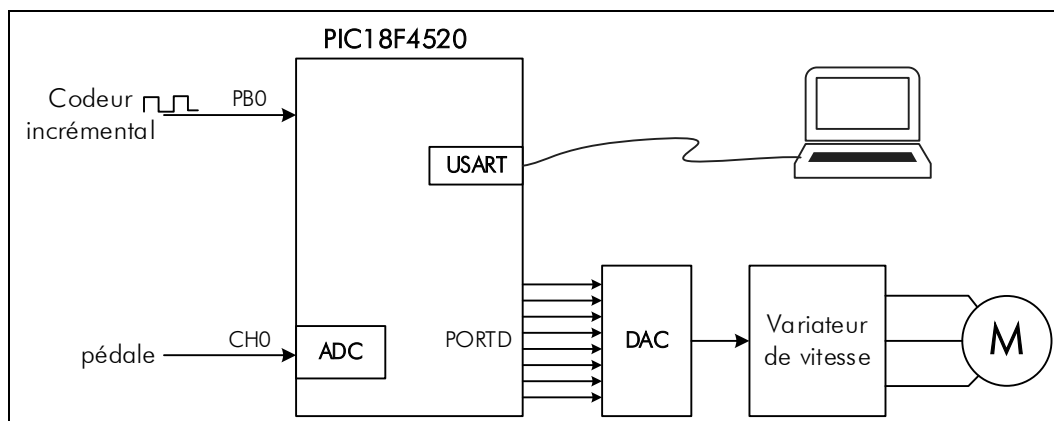 PIC18F4520
Codeur
incrémental
PB0
USART
pédale
CH0
ADC
PORTD
DAC
Variateur
de vitesse
M